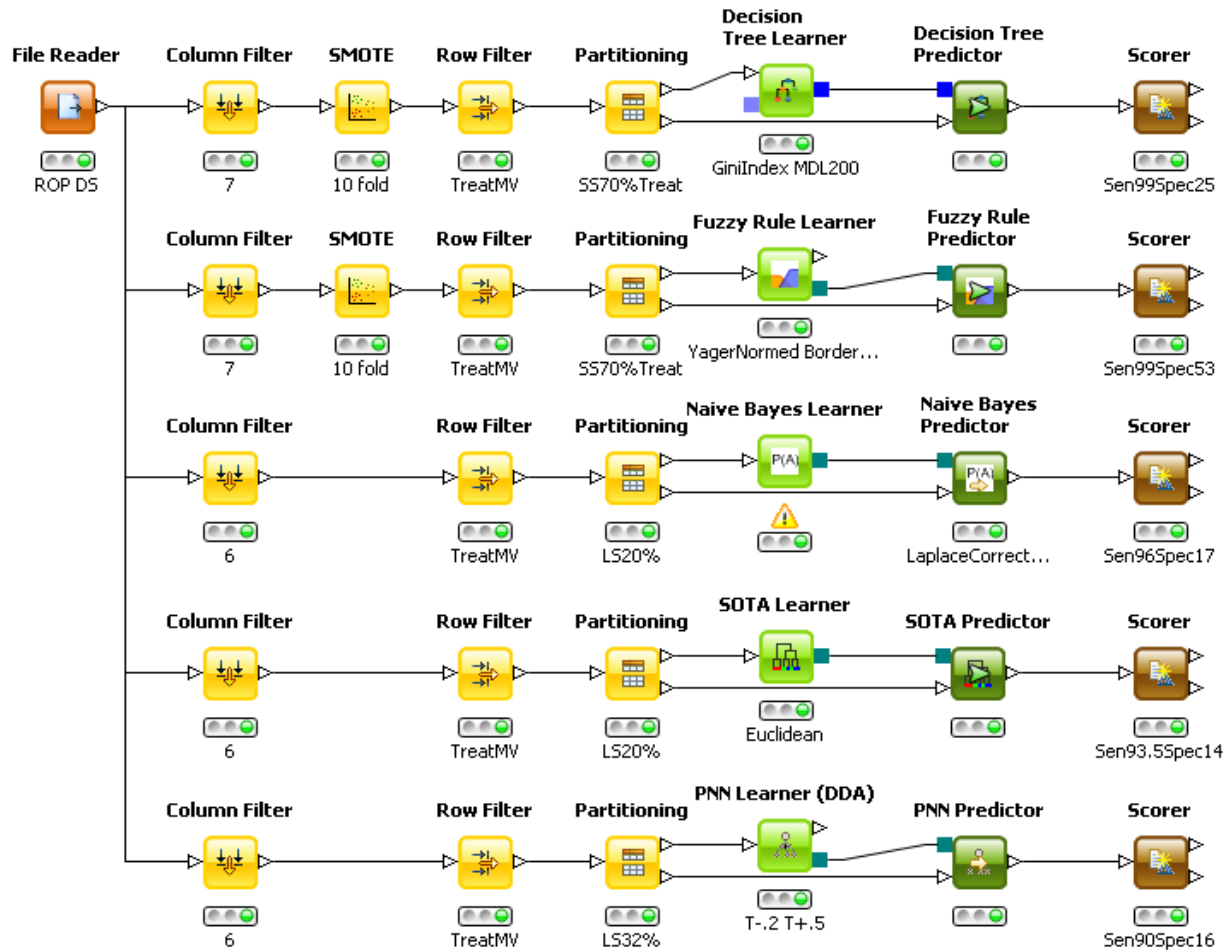 File Reader
Column Filter
SMOTE
Row Filter
Partitioning
Decision
Tree Learner
Decision Tree
Predictor
Scorer
ROP DS
7
10 fold
TreatMV
SS70%Treat
GiniIndex MDL200
Sen99Spec25
Column Filter
SMOTE
Row Filter
Partitioning
Fuzzy Rule Learner
Fuzzy Rule
Predictor
Scorer
7
10 fold
TreatMV
SS70%Treat
YagerNormed Border...
Sen99Spec53
Column Filter
Row Filter
Partitioning
Naive Bayes Learner
Naive Bayes
Predictor
Scorer
P(A)
P(A)
6
TreatMV
LS20%
LaplaceCorrect...
Sen96Spec17
Column Filter
Row Filter
Partitioning
SOTA Learner
SOTA Predictor
Scorer
6
TreatMV
LS20%
Euclidean
Sen93.5Spec14
Column Filter
Row Filter
Partitioning
PNN Learner (DDA)
PNN Predictor
Scorer
6
TreatMV
LS32%
T-.2 T+.5
Sen90Spec16